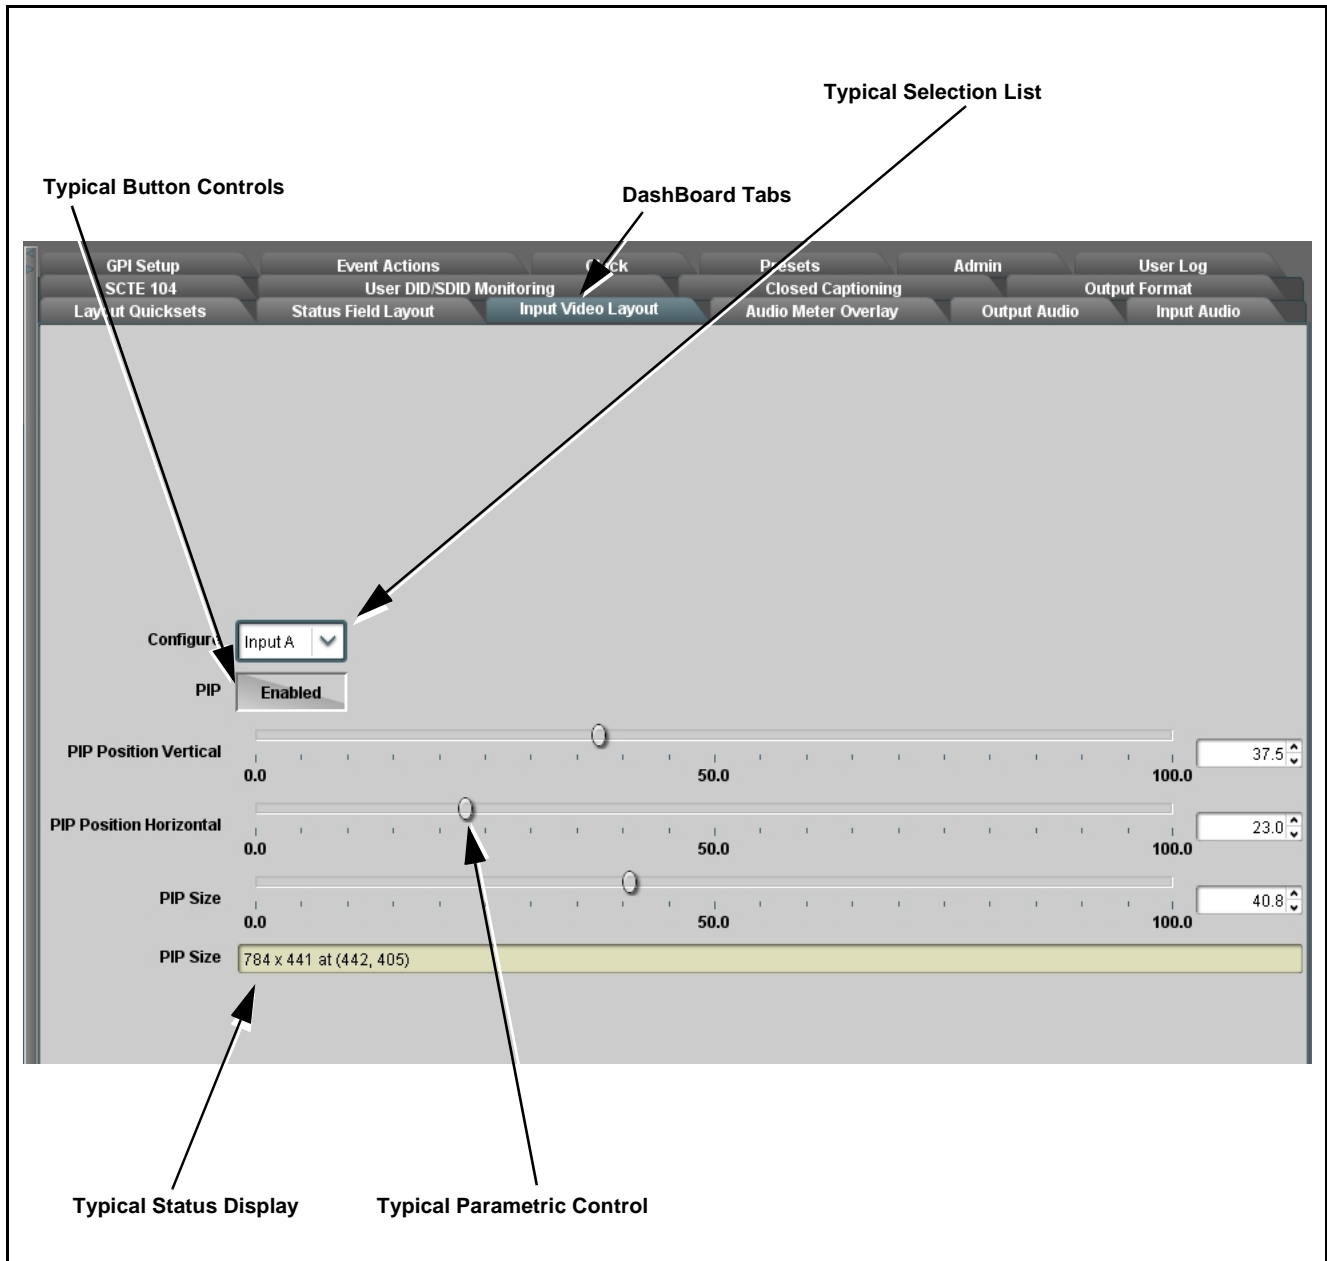 Typical Selection List
Typical Button Controls
DashBoard Tabs
GPI Setup Event Actions Clock Presets Admin User Log
SCTE 104 User DID/SDID Monitoring Closed Captioning Output Format
Layout Quicksets Status Field Layout Input Video Layout Audio Meter Overlay Output Audio Input Audio
Configure Input A
PIP Enabled
PIP Position Vertical 37.5
0.0 50.0 100.0
PIP Position Horizontal 23.0
0.0 50.0 100.0
PIP Size 40.8
0.0 50.0 100.0
PIP Size 784 x 441 at (442, 405)
Typical Status Display Typical Parametric Control